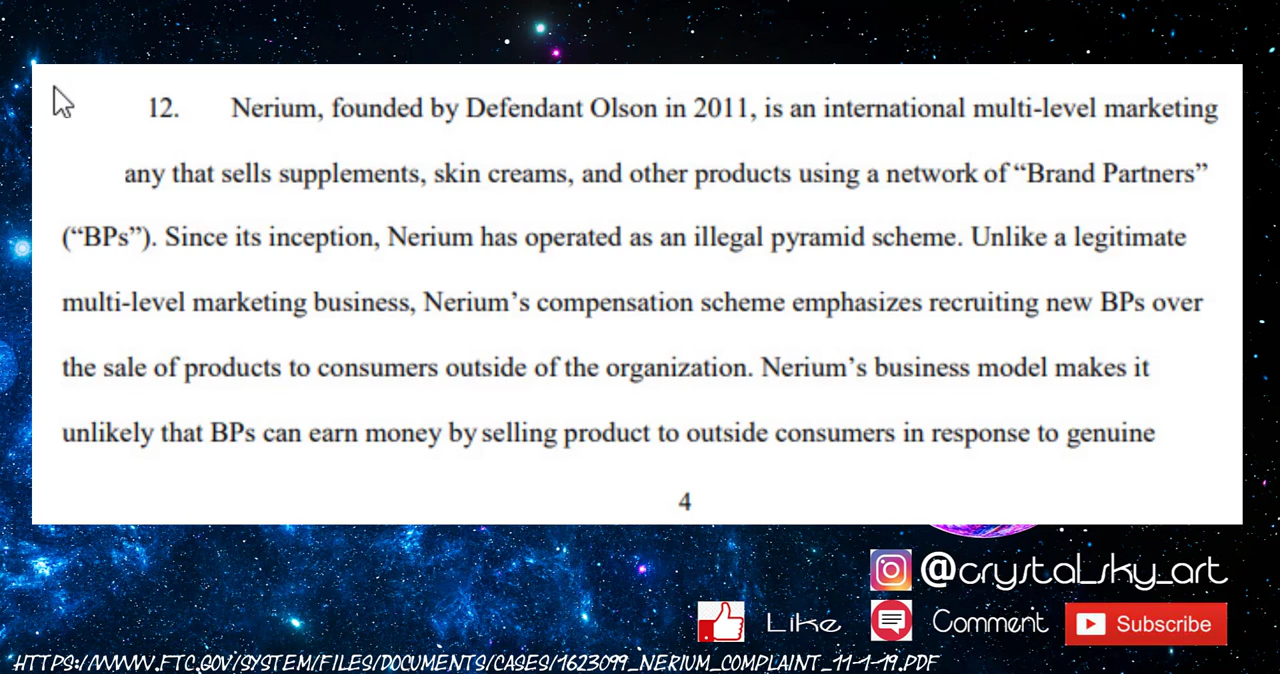 12. Nerium, founded by Defendant Olson in 2011, is an international multi-level marketing
any that sells supplements, skin creams, and other products using a network of “Brand Partners”
(“BPs”). Since its inception, Nerium has operated as an illegal pyramid scheme. Unlike a legitimate
multi-level marketing business, Nerium’s compensation scheme emphasizes recruiting new BPs over
the sale of products to consumers outside of the organization. Nerium’s business model makes it
unlikely that BPs can earn money by selling product to outside consumers in response to genuine
4
@crystal_sky_art
Like Comment Subscribe
HTTPS://WWW.FTC.GOV/SYSTEM/FILES/DOCUMENTS/CASES/1623099_NERIUM_COMPLAINT_11-1-19.PDF